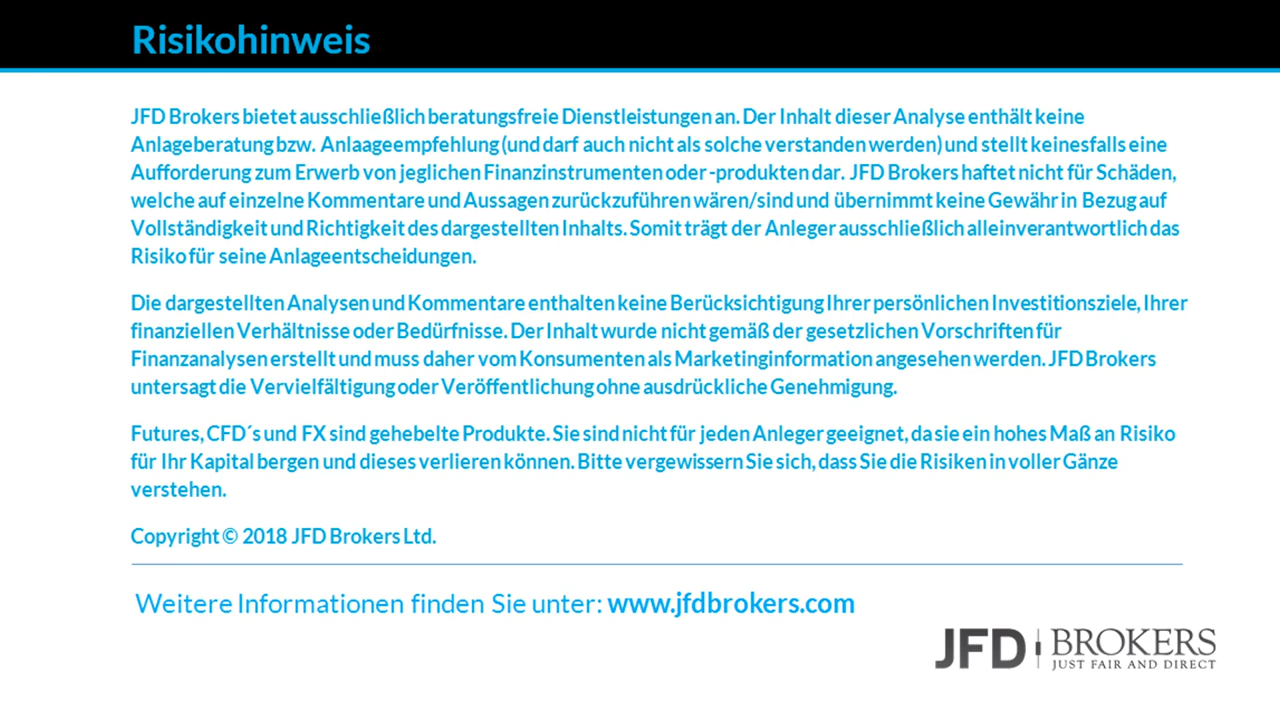 Risikohinweis
JFD Brokers bietet ausschließlich beratungsfreie Dienstleistungen an. Der Inhalt dieser Analyse enthält keine
Anlageberatung bzw. Anlaageempfehlung (und darf auch nicht als solche verstanden werden) und stellt keinesfalls eine
Aufforderung zum Erwerb von jeglichen Finanzinstrumenten oder -produkten dar. JFD Brokers haftet nicht für Schäden,
welche auf einzelne Kommentare und Aussagen zurückzuführen wären/sind und übernimmt keine Gewähr in Bezug auf
Vollständigkeit und Richtigkeit des dargestellten Inhalts. Somit trägt der Anleger ausschließlich alleinverantwortlich das
Risiko für seine Anlageentscheidungen.
Die dargestellten Analysen und Kommentare enthalten keine Berücksichtigung Ihrer persönlichen Investitionsziele, Ihrer
finanziellen Verhältnisse oder Bedürfnisse. Der Inhalt wurde nicht gemäß der gesetzlichen Vorschriften für
Finanzanalysen erstellt und muss daher vom Konsumenten als Marketinginformation angesehen werden. JFD Brokers
untersagt die Vervielfältigung oder Veröffentlichung ohne ausdrückliche Genehmigung.
Futures, CFD´s und FX sind gehebelte Produkte. Sie sind nicht für jeden Anleger geeignet, da sie ein hohes Maß an Risiko
für Ihr Kapital bergen und dieses verlieren können. Bitte vergewissern Sie sich, dass Sie die Risiken in voller Gänze
verstehen.
Copyright © 2018 JFD Brokers Ltd.
Weitere Informationen finden Sie unter: www.jfdbrokers.com
JFD BROKERS
JUST FAIR AND DIRECT